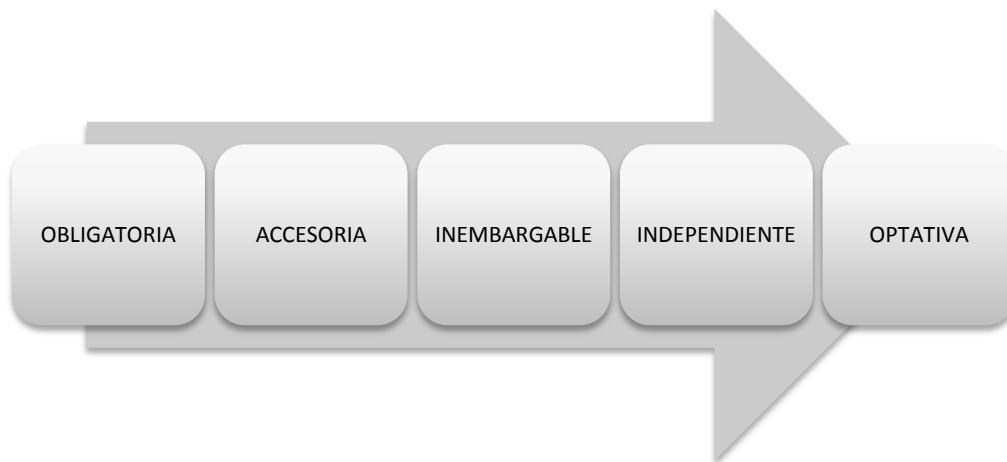 OBLIGATORIA
ACCESORIA
INEMBARGABLE
INDEPENDIENTE
OPTATIVA